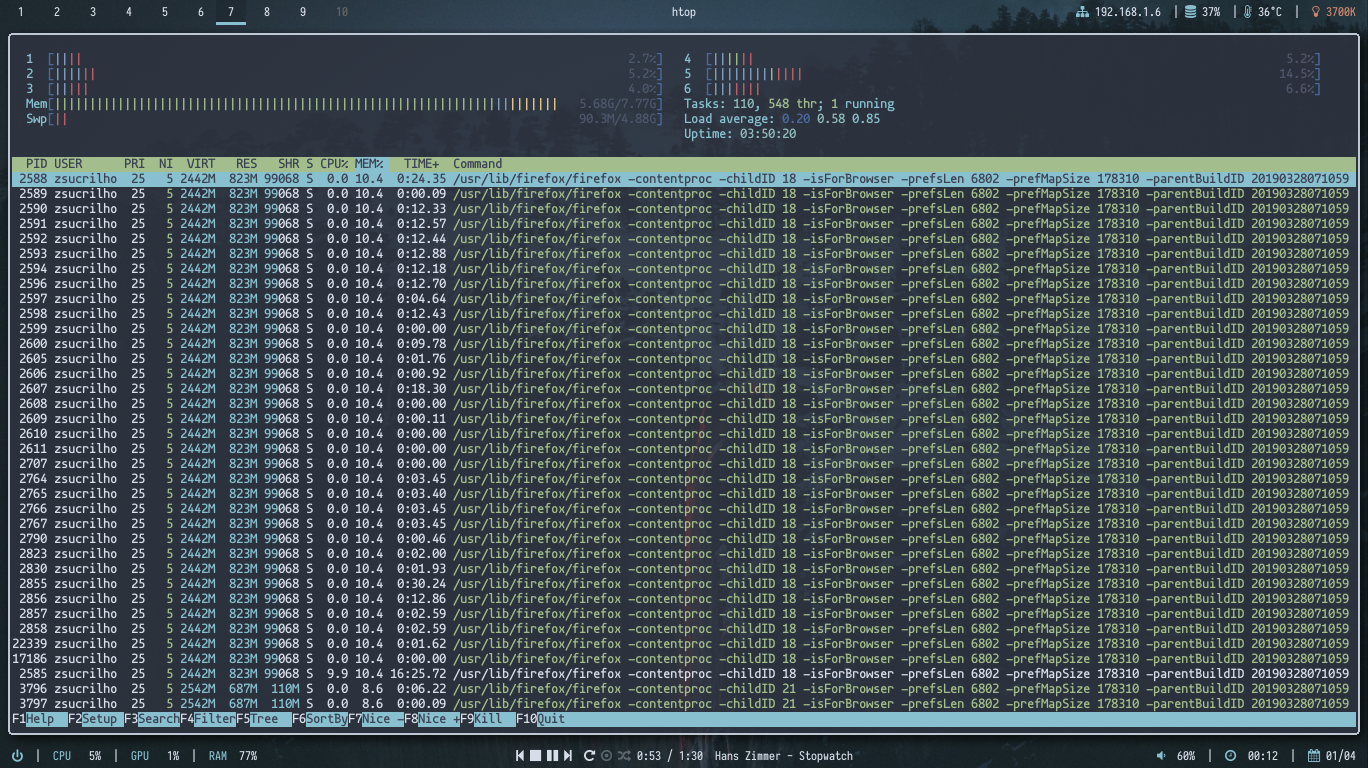 1 2 3 4 5 6 7 8 9 10 htop 192.168.1.6 | 37% | 36°C | 3700K
1 [|||| 2.7%] 4 [|||||| 5.2%]
2 [||||||| 5.2%] 5 [||||||||||||| 14.5%]
3 [||||| 4.0%] 6 [||||||| 6.6%]
Mem[||||||||||||||||||||||||||||||||||||||||||||||||||||||||||||||||||||||| 5.68G/7.77G] Tasks: 110, 548 thr; 1 running
Swp[|| 90.3M/4.88G] Load average: 0.20 0.58 0.85
Uptime: 03:50:20
PID USER PRI NI VIRT RES SHR S CPU% MEM% TIME+ Command
2588 zsucrilho 25 5 2442M 823M 99068 S 0.0 10.4 0:24.35 /usr/lib/firefox/firefox -contentproc -childID 18 -isForBrowser -prefsLen 6802 -prefMapSize 178310 -parentBuildID 20190328071059
2589 zsucrilho 25 5 2442M 823M 99068 S 0.0 10.4 0:00.09 /usr/lib/firefox/firefox -contentproc -childID 18 -isForBrowser -prefsLen 6802 -prefMapSize 178310 -parentBuildID 20190328071059
2590 zsucrilho 25 5 2442M 823M 99068 S 0.0 10.4 0:12.33 /usr/lib/firefox/firefox -contentproc -childID 18 -isForBrowser -prefsLen 6802 -prefMapSize 178310 -parentBuildID 20190328071059
2591 zsucrilho 25 5 2442M 823M 99068 S 0.0 10.4 0:12.57 /usr/lib/firefox/firefox -contentproc -childID 18 -isForBrowser -prefsLen 6802 -prefMapSize 178310 -parentBuildID 20190328071059
2592 zsucrilho 25 5 2442M 823M 99068 S 0.0 10.4 0:12.44 /usr/lib/firefox/firefox -contentproc -childID 18 -isForBrowser -prefsLen 6802 -prefMapSize 178310 -parentBuildID 20190328071059
2593 zsucrilho 25 5 2442M 823M 99068 S 0.0 10.4 0:12.88 /usr/lib/firefox/firefox -contentproc -childID 18 -isForBrowser -prefsLen 6802 -prefMapSize 178310 -parentBuildID 20190328071059
2594 zsucrilho 25 5 2442M 823M 99068 S 0.0 10.4 0:12.18 /usr/lib/firefox/firefox -contentproc -childID 18 -isForBrowser -prefsLen 6802 -prefMapSize 178310 -parentBuildID 20190328071059
2596 zsucrilho 25 5 2442M 823M 99068 S 0.0 10.4 0:12.70 /usr/lib/firefox/firefox -contentproc -childID 18 -isForBrowser -prefsLen 6802 -prefMapSize 178310 -parentBuildID 20190328071059
2597 zsucrilho 25 5 2442M 823M 99068 S 0.0 10.4 0:04.64 /usr/lib/firefox/firefox -contentproc -childID 18 -isForBrowser -prefsLen 6802 -prefMapSize 178310 -parentBuildID 20190328071059
2598 zsucrilho 25 5 2442M 823M 99068 S 0.0 10.4 0:12.43 /usr/lib/firefox/firefox -contentproc -childID 18 -isForBrowser -prefsLen 6802 -prefMapSize 178310 -parentBuildID 20190328071059
2599 zsucrilho 25 5 2442M 823M 99068 S 0.0 10.4 0:00.00 /usr/lib/firefox/firefox -contentproc -childID 18 -isForBrowser -prefsLen 6802 -prefMapSize 178310 -parentBuildID 20190328071059
2600 zsucrilho 25 5 2442M 823M 99068 S 0.0 10.4 0:09.78 /usr/lib/firefox/firefox -contentproc -childID 18 -isForBrowser -prefsLen 6802 -prefMapSize 178310 -parentBuildID 20190328071059
2605 zsucrilho 25 5 2442M 823M 99068 S 0.0 10.4 0:01.76 /usr/lib/firefox/firefox -contentproc -childID 18 -isForBrowser -prefsLen 6802 -prefMapSize 178310 -parentBuildID 20190328071059
2606 zsucrilho 25 5 2442M 823M 99068 S 0.0 10.4 0:00.92 /usr/lib/firefox/firefox -contentproc -childID 18 -isForBrowser -prefsLen 6802 -prefMapSize 178310 -parentBuildID 20190328071059
2607 zsucrilho 25 5 2442M 823M 99068 S 0.0 10.4 0:18.30 /usr/lib/firefox/firefox -contentproc -childID 18 -isForBrowser -prefsLen 6802 -prefMapSize 178310 -parentBuildID 20190328071059
2608 zsucrilho 25 5 2442M 823M 99068 S 0.0 10.4 0:00.00 /usr/lib/firefox/firefox -contentproc -childID 18 -isForBrowser -prefsLen 6802 -prefMapSize 178310 -parentBuildID 20190328071059
2609 zsucrilho 25 5 2442M 823M 99068 S 0.0 10.4 0:00.11 /usr/lib/firefox/firefox -contentproc -childID 18 -isForBrowser -prefsLen 6802 -prefMapSize 178310 -parentBuildID 20190328071059
2610 zsucrilho 25 5 2442M 823M 99068 S 0.0 10.4 0:00.00 /usr/lib/firefox/firefox -contentproc -childID 18 -isForBrowser -prefsLen 6802 -prefMapSize 178310 -parentBuildID 20190328071059
2611 zsucrilho 25 5 2442M 823M 99068 S 0.0 10.4 0:00.00 /usr/lib/firefox/firefox -contentproc -childID 18 -isForBrowser -prefsLen 6802 -prefMapSize 178310 -parentBuildID 20190328071059
2707 zsucrilho 25 5 2442M 823M 99068 S 0.0 10.4 0:00.00 /usr/lib/firefox/firefox -contentproc -childID 18 -isForBrowser -prefsLen 6802 -prefMapSize 178310 -parentBuildID 20190328071059
2764 zsucrilho 25 5 2442M 823M 99068 S 0.0 10.4 0:03.45 /usr/lib/firefox/firefox -contentproc -childID 18 -isForBrowser -prefsLen 6802 -prefMapSize 178310 -parentBuildID 20190328071059
2765 zsucrilho 25 5 2442M 823M 99068 S 0.0 10.4 0:03.40 /usr/lib/firefox/firefox -contentproc -childID 18 -isForBrowser -prefsLen 6802 -prefMapSize 178310 -parentBuildID 20190328071059
2766 zsucrilho 25 5 2442M 823M 99068 S 0.0 10.4 0:03.45 /usr/lib/firefox/firefox -contentproc -childID 18 -isForBrowser -prefsLen 6802 -prefMapSize 178310 -parentBuildID 20190328071059
2767 zsucrilho 25 5 2442M 823M 99068 S 0.0 10.4 0:03.45 /usr/lib/firefox/firefox -contentproc -childID 18 -isForBrowser -prefsLen 6802 -prefMapSize 178310 -parentBuildID 20190328071059
2790 zsucrilho 25 5 2442M 823M 99068 S 0.0 10.4 0:00.46 /usr/lib/firefox/firefox -contentproc -childID 18 -isForBrowser -prefsLen 6802 -prefMapSize 178310 -parentBuildID 20190328071059
2823 zsucrilho 25 5 2442M 823M 99068 S 0.0 10.4 0:02.00 /usr/lib/firefox/firefox -contentproc -childID 18 -isForBrowser -prefsLen 6802 -prefMapSize 178310 -parentBuildID 20190328071059
2830 zsucrilho 25 5 2442M 823M 99068 S 0.0 10.4 0:01.93 /usr/lib/firefox/firefox -contentproc -childID 18 -isForBrowser -prefsLen 6802 -prefMapSize 178310 -parentBuildID 20190328071059
2855 zsucrilho 25 5 2442M 823M 99068 S 0.0 10.4 0:30.24 /usr/lib/firefox/firefox -contentproc -childID 18 -isForBrowser -prefsLen 6802 -prefMapSize 178310 -parentBuildID 20190328071059
2856 zsucrilho 25 5 2442M 823M 99068 S 0.0 10.4 0:12.86 /usr/lib/firefox/firefox -contentproc -childID 18 -isForBrowser -prefsLen 6802 -prefMapSize 178310 -parentBuildID 20190328071059
2857 zsucrilho 25 5 2442M 823M 99068 S 0.0 10.4 0:02.59 /usr/lib/firefox/firefox -contentproc -childID 18 -isForBrowser -prefsLen 6802 -prefMapSize 178310 -parentBuildID 20190328071059
2858 zsucrilho 25 5 2442M 823M 99068 S 0.0 10.4 0:02.59 /usr/lib/firefox/firefox -contentproc -childID 18 -isForBrowser -prefsLen 6802 -prefMapSize 178310 -parentBuildID 20190328071059
22339 zsucrilho 25 5 2442M 823M 99068 S 0.0 10.4 0:01.62 /usr/lib/firefox/firefox -contentproc -childID 18 -isForBrowser -prefsLen 6802 -prefMapSize 178310 -parentBuildID 20190328071059
17186 zsucrilho 25 5 2442M 823M 99068 S 0.0 10.4 0:00.00 /usr/lib/firefox/firefox -contentproc -childID 18 -isForBrowser -prefsLen 6802 -prefMapSize 178310 -parentBuildID 20190328071059
2585 zsucrilho 25 5 2442M 823M 99068 S 9.9 10.4 16:25.72 /usr/lib/firefox/firefox -contentproc -childID 18 -isForBrowser -prefsLen 6802 -prefMapSize 178310 -parentBuildID 20190328071059
3796 zsucrilho 25 5 2542M 687M 110M S 0.0 8.6 0:06.22 /usr/lib/firefox/firefox -contentproc -childID 21 -isForBrowser -prefsLen 6802 -prefMapSize 178310 -parentBuildID 20190328071059
3797 zsucrilho 25 5 2542M 687M 110M S 0.0 8.6 0:00.09 /usr/lib/firefox/firefox -contentproc -childID 21 -isForBrowser -prefsLen 6802 -prefMapSize 178310 -parentBuildID 20190328071059
F1Help F2Setup F3SearchF4FilterF5Tree F6SortByF7Nice -F8Nice +F9Kill F10Quit
| CPU 5% | GPU 1% | RAM 77% 0:53 / 1:30 Hans Zimmer - Stopwatch 60% | 00:12 | 01/04